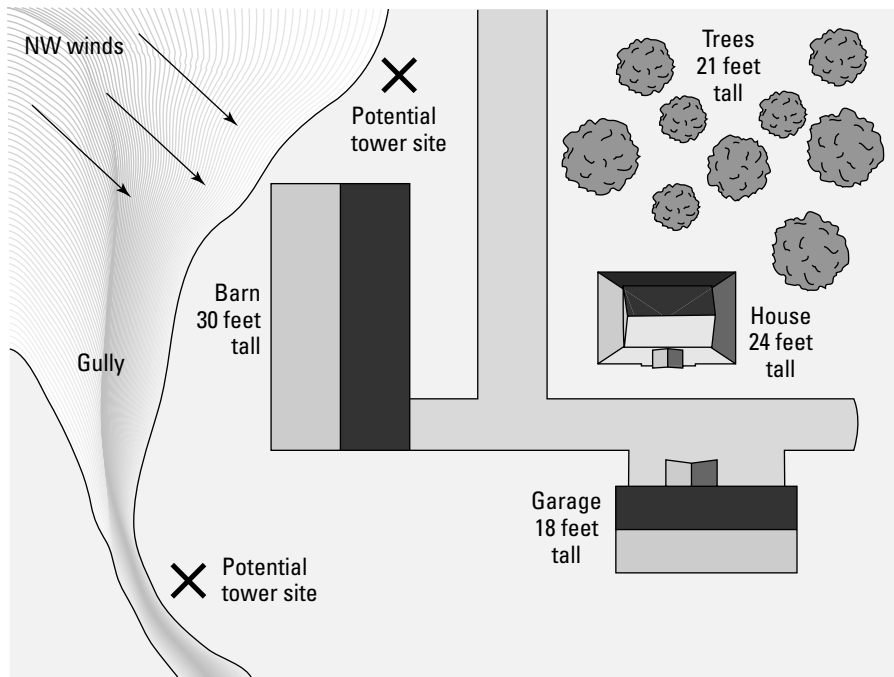 NW winds
Trees
21 feet
tall
Potential
tower site
Barn
30 feet
tall
House
24 feet
tall
Gully
Garage
18 feet
tall
Potential
tower site